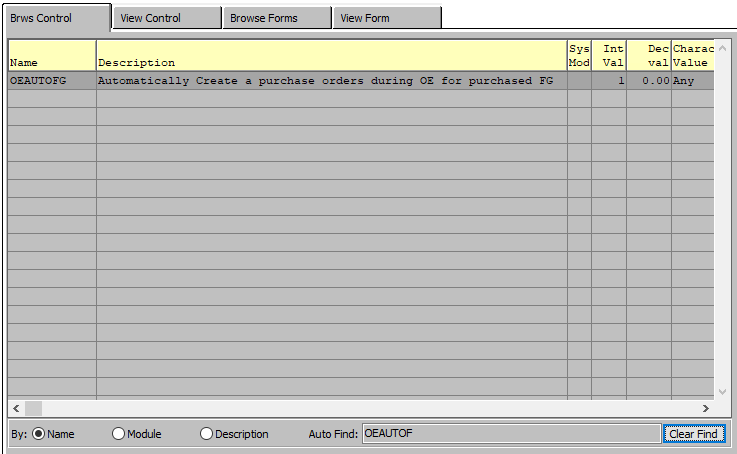 Brws Control View Control Browse Forms View Form
Sys Int Dec Charac
Name Description Mod Val val Value
OEAUTOFG Automatically Create a purchase orders during OE for purchased FG 1 0.00 Any
By: Name Module Description Auto Find: OEAUTOF Clear Find